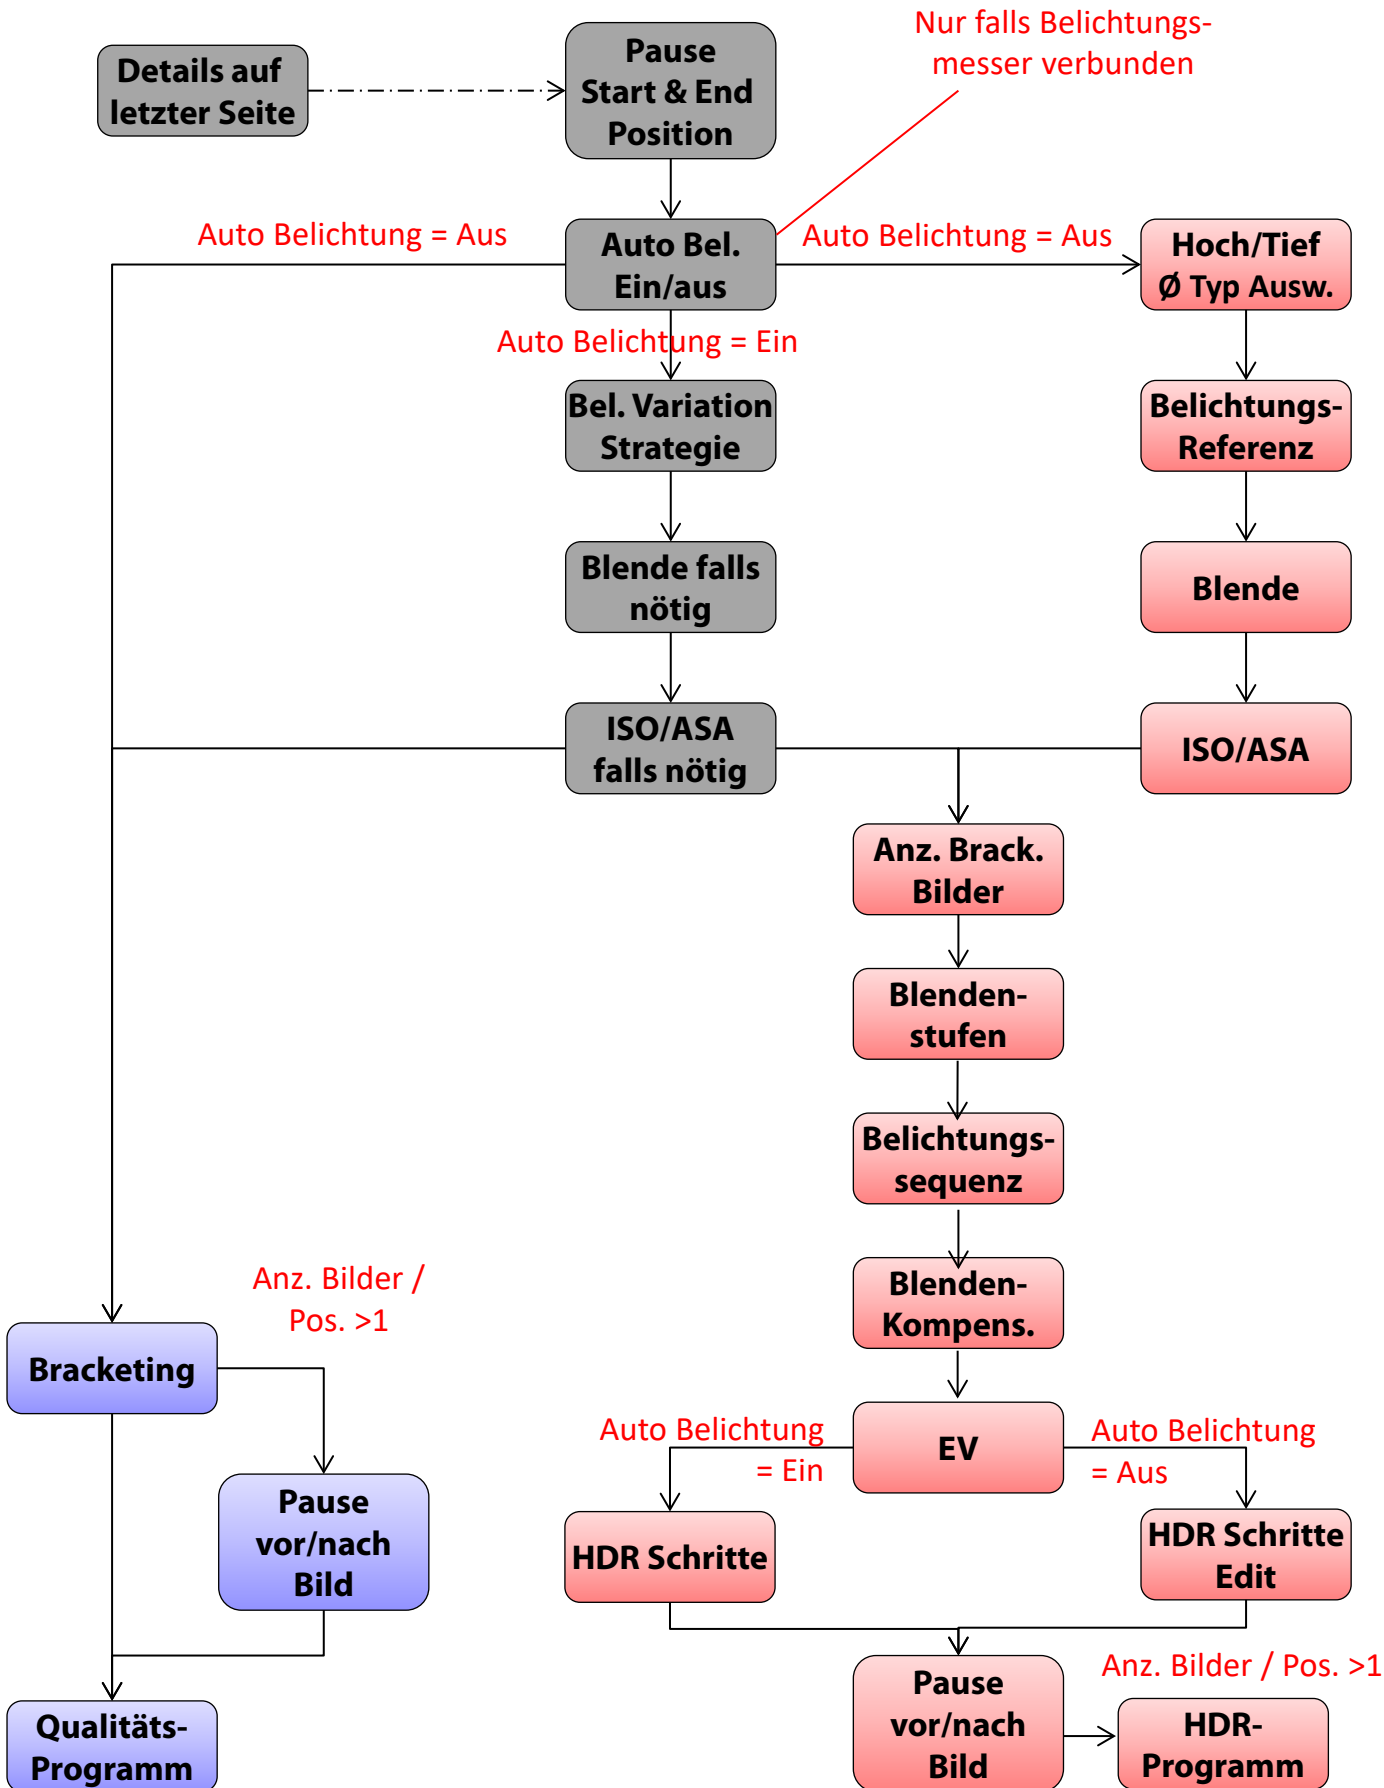 Nur falls Belichtungs-
messer verbunden
Details auf
letzter Seite
Pause
Start & End
Position
Auto Belichtung = Aus
Auto Bel.
Ein/aus
Auto Belichtung = Aus
Hoch/Tief
Ø Typ Ausw.
Auto Belichtung = Ein
Bel. Variation
Strategie
Belichtungs-
Referenz
Blende falls
nötig
Blende
ISO/ASA
falls nötig
ISO/ASA
Anz. Brack.
Bilder
Blenden-
stufen
Belichtungs-
sequenz
Blenden-
Kompens.
Anz. Bilder /
Pos. >1
Bracketing
Auto Belichtung
= Ein
EV
Auto Belichtung
= Aus
Pause
vor/nach
Bild
HDR Schritte
HDR Schritte
Edit
Anz. Bilder / Pos. >1
Qualitäts-
Programm
Pause
vor/nach
Bild
HDR-
Programm